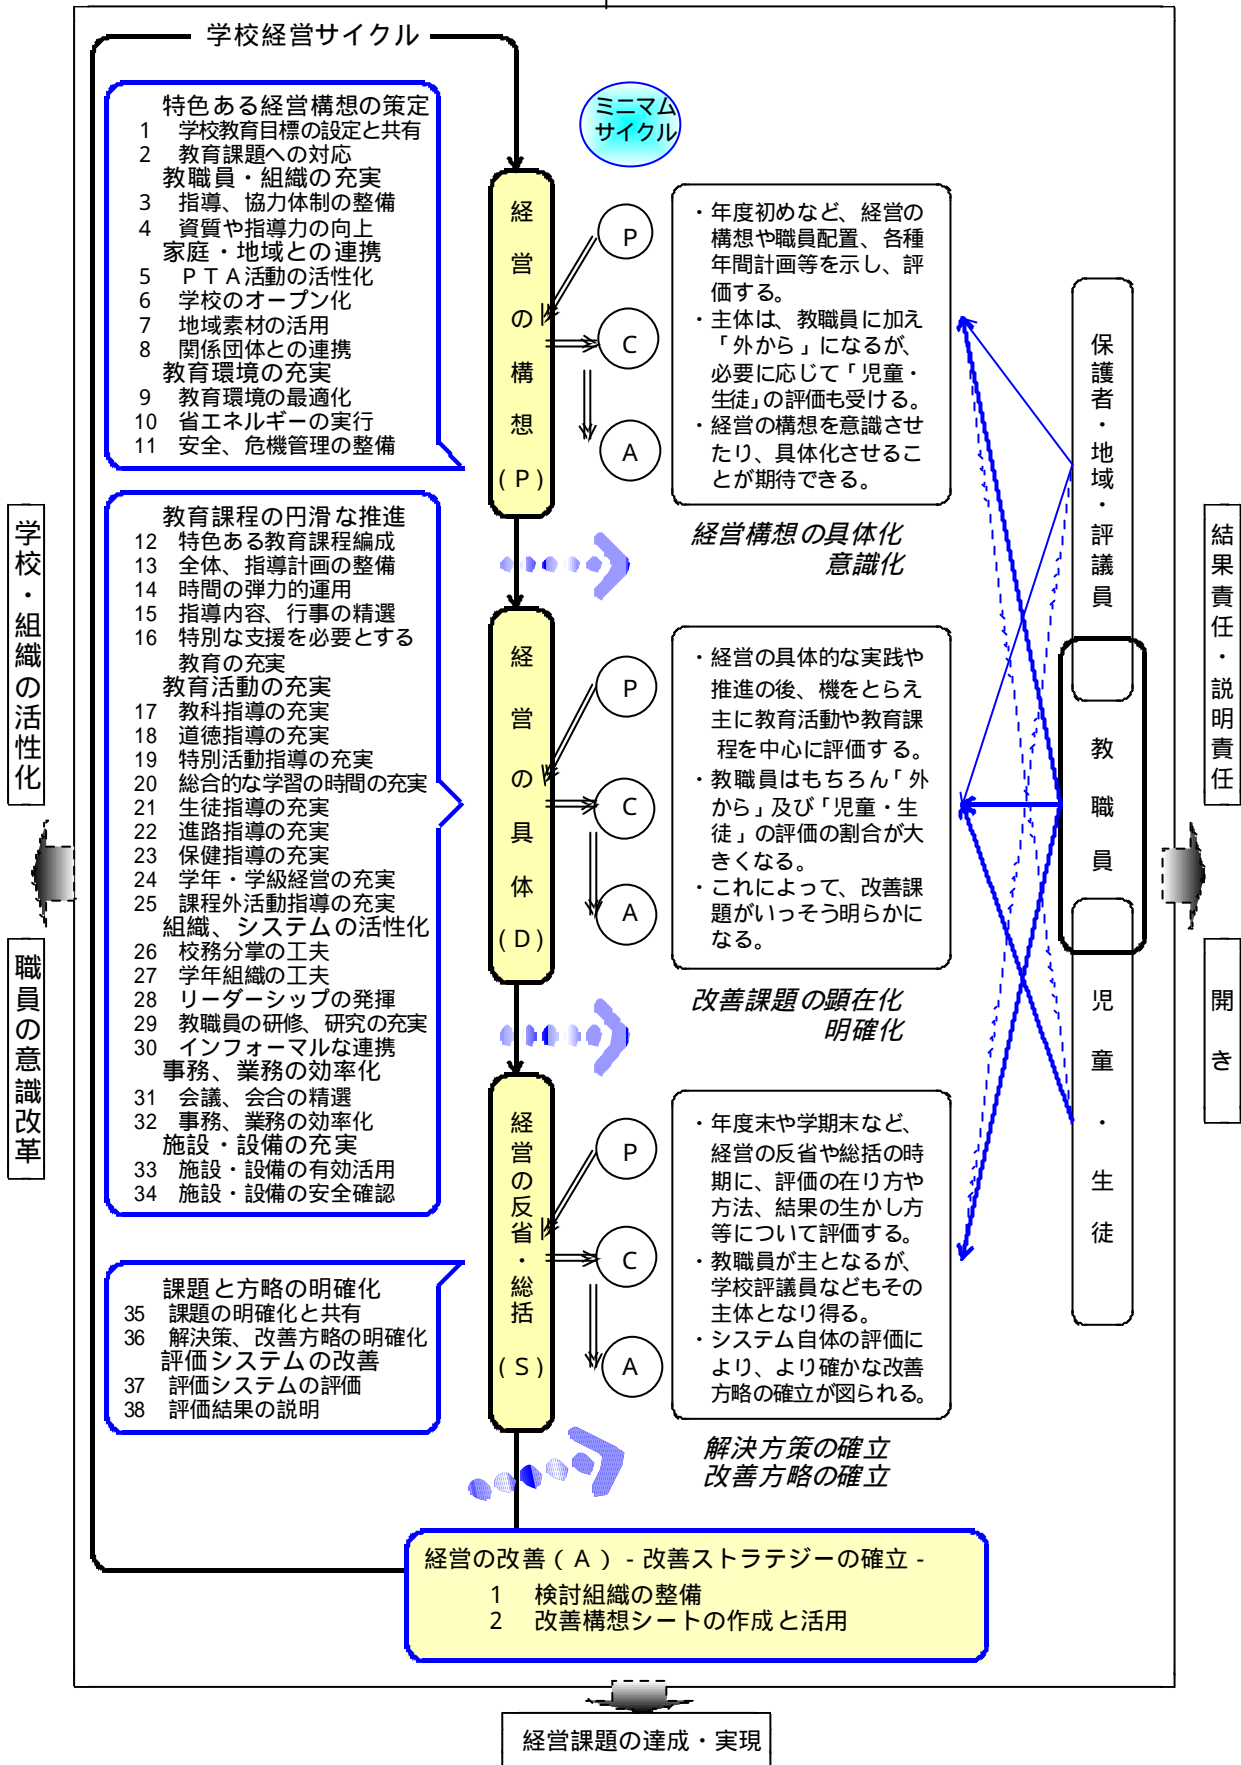 学校経営サイクル
特色ある経営構想の策定
1 学校教育目標の設定と共有
2 教育課題への対応
教職員・組織の充実
3 指導、協力体制の整備
4 資質や指導力の向上
家庭・地域との連携
5 ＰＴＡ活動の活性化
6 学校のオープン化
7 地域素材の活用
8 関係団体との連携
教育環境の充実
9 教育環境の最適化
10 省エネルギーの実行
11 安全、危機管理の整備
ミニマム
サイクル
経営の構想
(P)
P
C
A
・年度初めなど、経営の
構想や職員配置、各種
年間計画等を示し、評
価する。
・主体は、教職員に加え
「外から」になるが、
必要に応じて「児童・
生徒」の評価も受ける。
・経営の構想を意識させ
たり、具体化させるこ
とが期待できる。
経営構想の具体化
意識化
教育課程の円滑な推進
12 特色ある教育課程編成
13 全体、指導計画の整備
14 時間の弾力的運用
15 指導内容、行事の精選
16 特別な支援を必要とする
教育の充実
教育活動の充実
17 教科指導の充実
18 道徳指導の充実
19 特別活動指導の充実
20 総合的な学習の時間の充実
21 生徒指導の充実
22 進路指導の充実
23 保健指導の充実
24 学年・学級経営の充実
25 課程外活動指導の充実
組織、システムの活性化
26 校務分掌の工夫
27 学年組織の工夫
28 リーダーシップの発揮
29 教職員の研修、研究の充実
30 インフォーマルな連携
事務、業務の効率化
31 会議、会合の精選
32 事務、業務の効率化
施設・設備の充実
33 施設・設備の有効活用
34 施設・設備の安全確認
経営の具体
(D)
P
C
A
・経営の具体的な実践や
推進の後、機をとらえ
主に教育活動や教育課
程を中心に評価する。
・教職員はもちろん「外
から」及び「児童・生
徒」の評価の割合が大
きくなる。
・これによって、改善課
題がいっそう明らかに
なる。
改善課題の顕在化
明確化
課題と方略の明確化
35 課題の明確化と共有
36 解決策、改善方略の明確化
評価システムの改善
37 評価システムの評価
38 評価結果の説明
経営の反省・総括
(S)
P
C
A
・年度末や学期末など、
経営の反省や総括の時
期に、評価の在り方や
方法、結果の生かし方
等について評価する。
・教職員が主となるが、
学校評議員などもその
主体となり得る。
・システム自体の評価に
より、より確かな改善
方略の確立が図られる。
解決方策の確立
改善方略の確立
保護者・地域・評議員
教職員
児童・生徒
学校・組織の活性化
職員の意識改革
結果責任・説明責任
開き
経営の改善(A) - 改善ストラテジーの確立 -
1 検討組織の整備
2 改善構想シートの作成と活用
経営課題の達成・実現